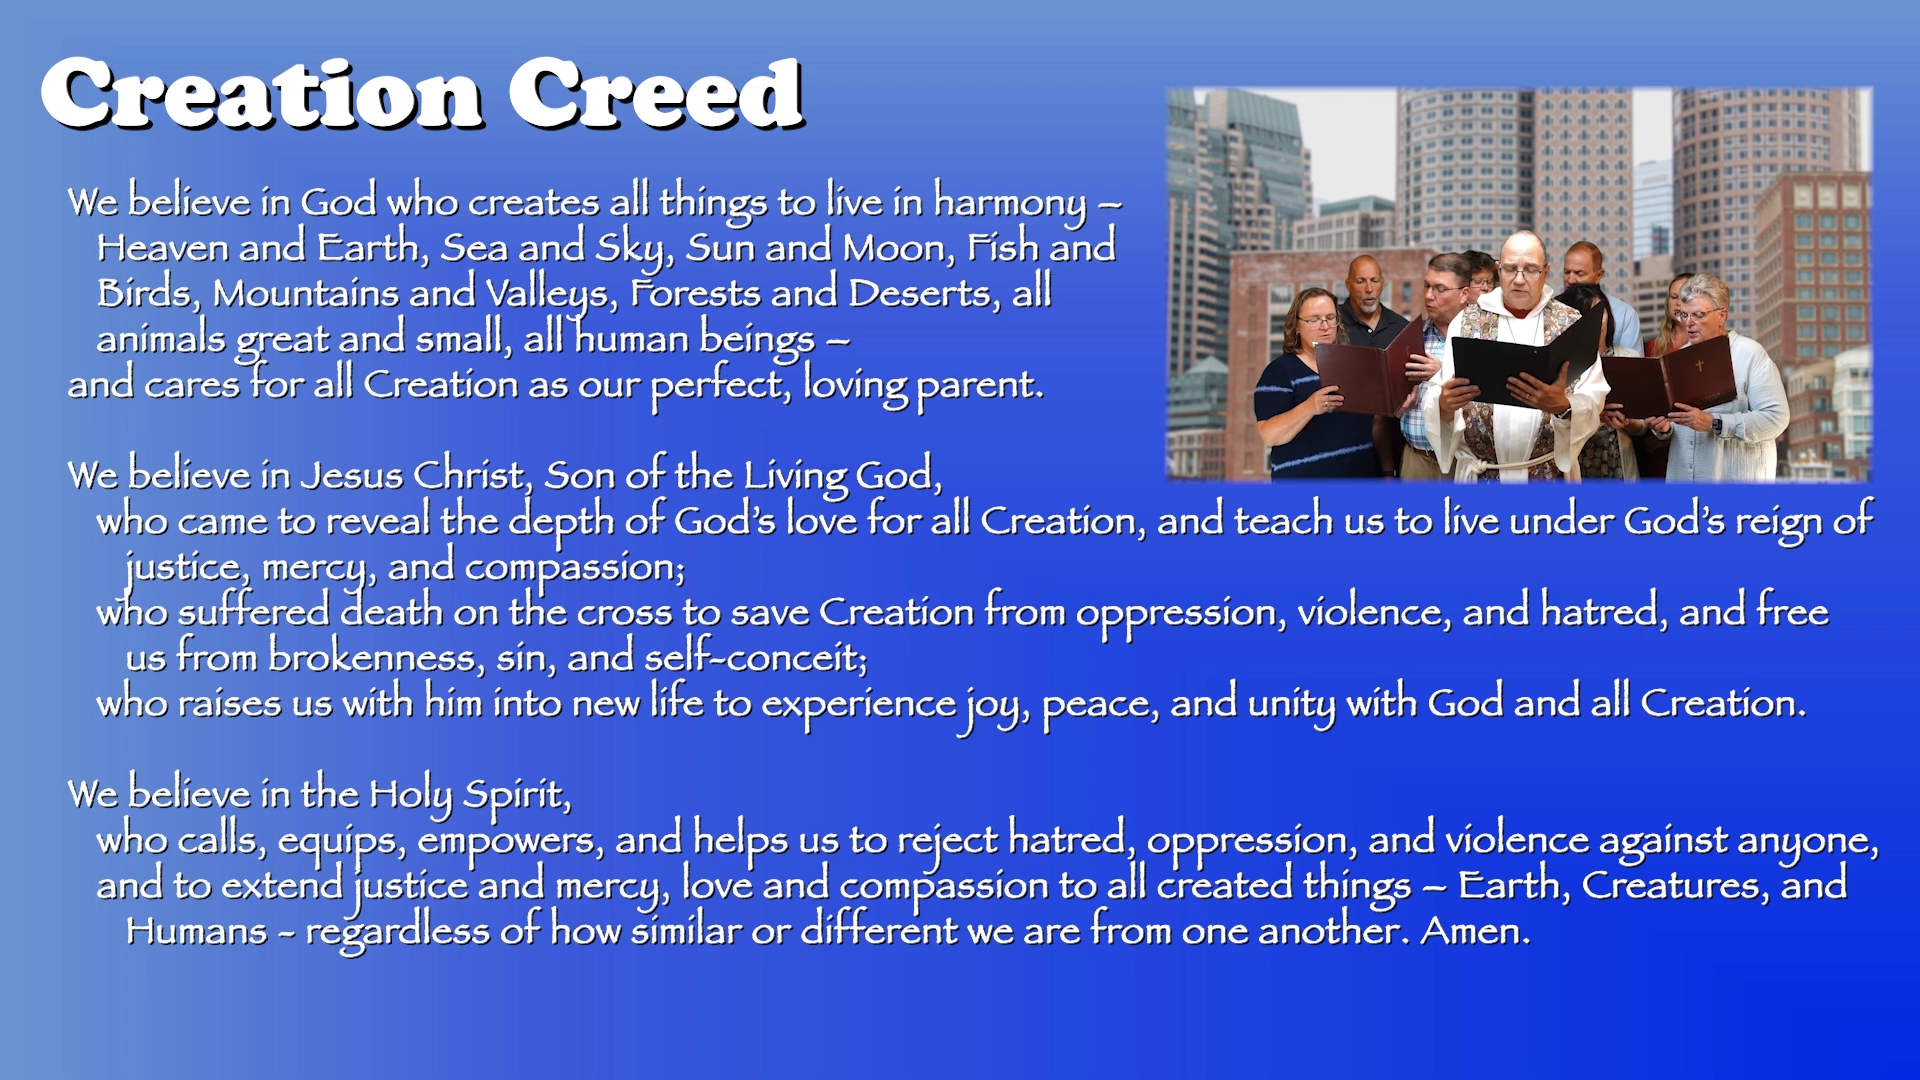 Creation Creed
We believe in God who creates all things to live in harmony –
Heaven and Earth, Sea and Sky, Sun and Moon, Fish and
Birds, Mountains and Valleys, Forests and Deserts, all
animals great and small, all human beings –
and cares for all Creation as our perfect, loving parent.
We believe in Jesus Christ, Son of the Living God,
who came to reveal the depth of God’s love for all Creation, and teach us to live under God’s reign of
justice, mercy, and compassion;
who suffered death on the cross to save Creation from oppression, violence, and hatred, and free
us from brokenness, sin, and self-conceit;
who raises us with him into new life to experience joy, peace, and unity with God and all Creation.
We believe in the Holy Spirit,
who calls, equips, empowers, and helps us to reject hatred, oppression, and violence against anyone,
and to extend justice and mercy, love and compassion to all created things – Earth, Creatures, and
Humans - regardless of how similar or different we are from one another. Amen.